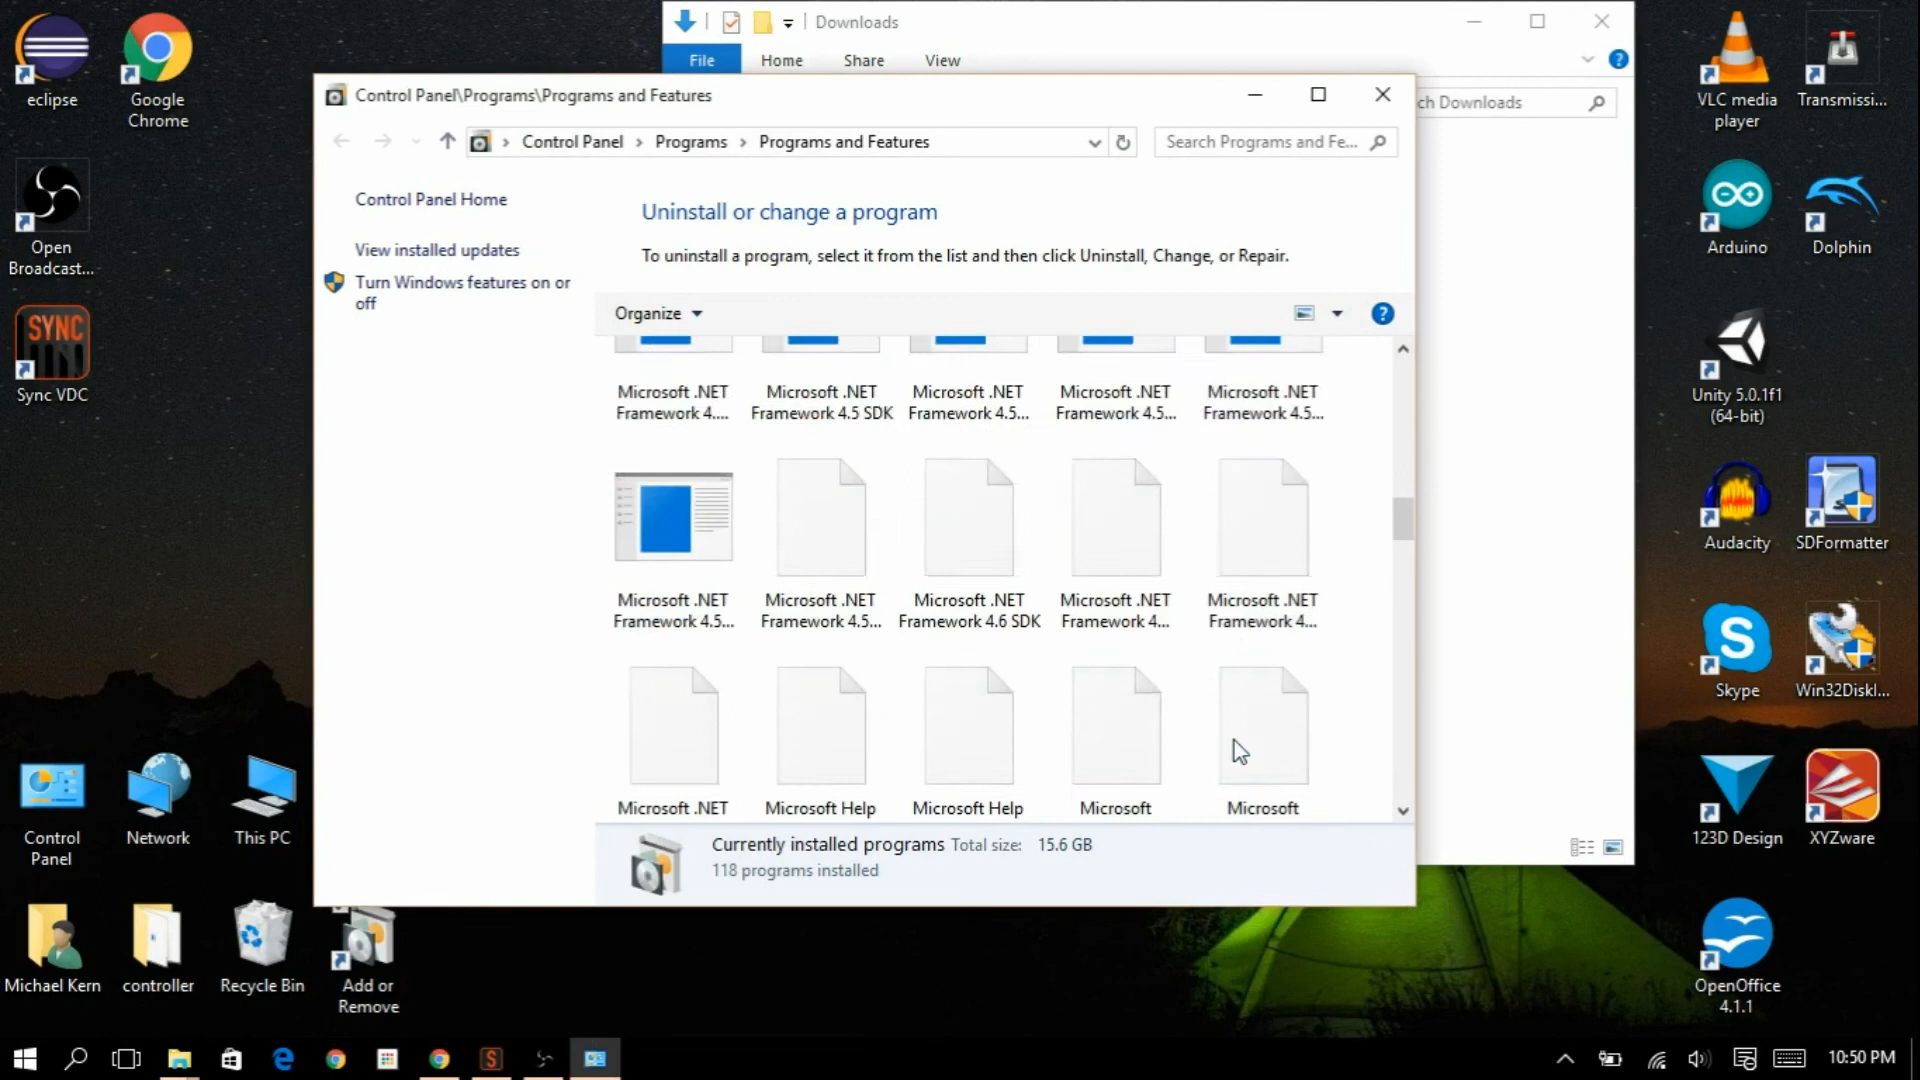 eclipse
Google
Chrome
Open
Broadcast...
SYNC
Sync VDC
Control
Panel
Network
This PC
Michael Kern
controller
Recycle Bin
Add or
Remove
Downloads
File
Home
Share
View
ch Downloads
Control Panel\Programs\Programs and Features
Control Panel
Programs
Programs and Features
Search Programs and Fe...
Control Panel Home
View installed updates
Turn Windows features on or
off
Uninstall or change a program
To uninstall a program, select it from the list and then click Uninstall, Change, or Repair.
Organize
Microsoft .NET
Framework 4....
Microsoft .NET
Framework 4.5 SDK
Microsoft .NET
Framework 4.5...
Microsoft .NET
Framework 4.5...
Microsoft .NET
Framework 4.5...
Microsoft .NET
Framework 4.5...
Microsoft .NET
Framework 4.5...
Microsoft .NET
Framework 4.6 SDK
Microsoft .NET
Framework 4...
Microsoft .NET
Framework 4...
Microsoft .NET
Microsoft Help
Microsoft Help
Microsoft
Microsoft
Currently installed programs Total size: 15.6 GB
118 programs installed
VLC media
player
Transmissi...
Arduino
Dolphin
Unity 5.0.1f1
(64-bit)
Audacity
SDFormatter
Skype
Win32DiskI...
123D Design
XYZware
OpenOffice
4.1.1
10:50 PM